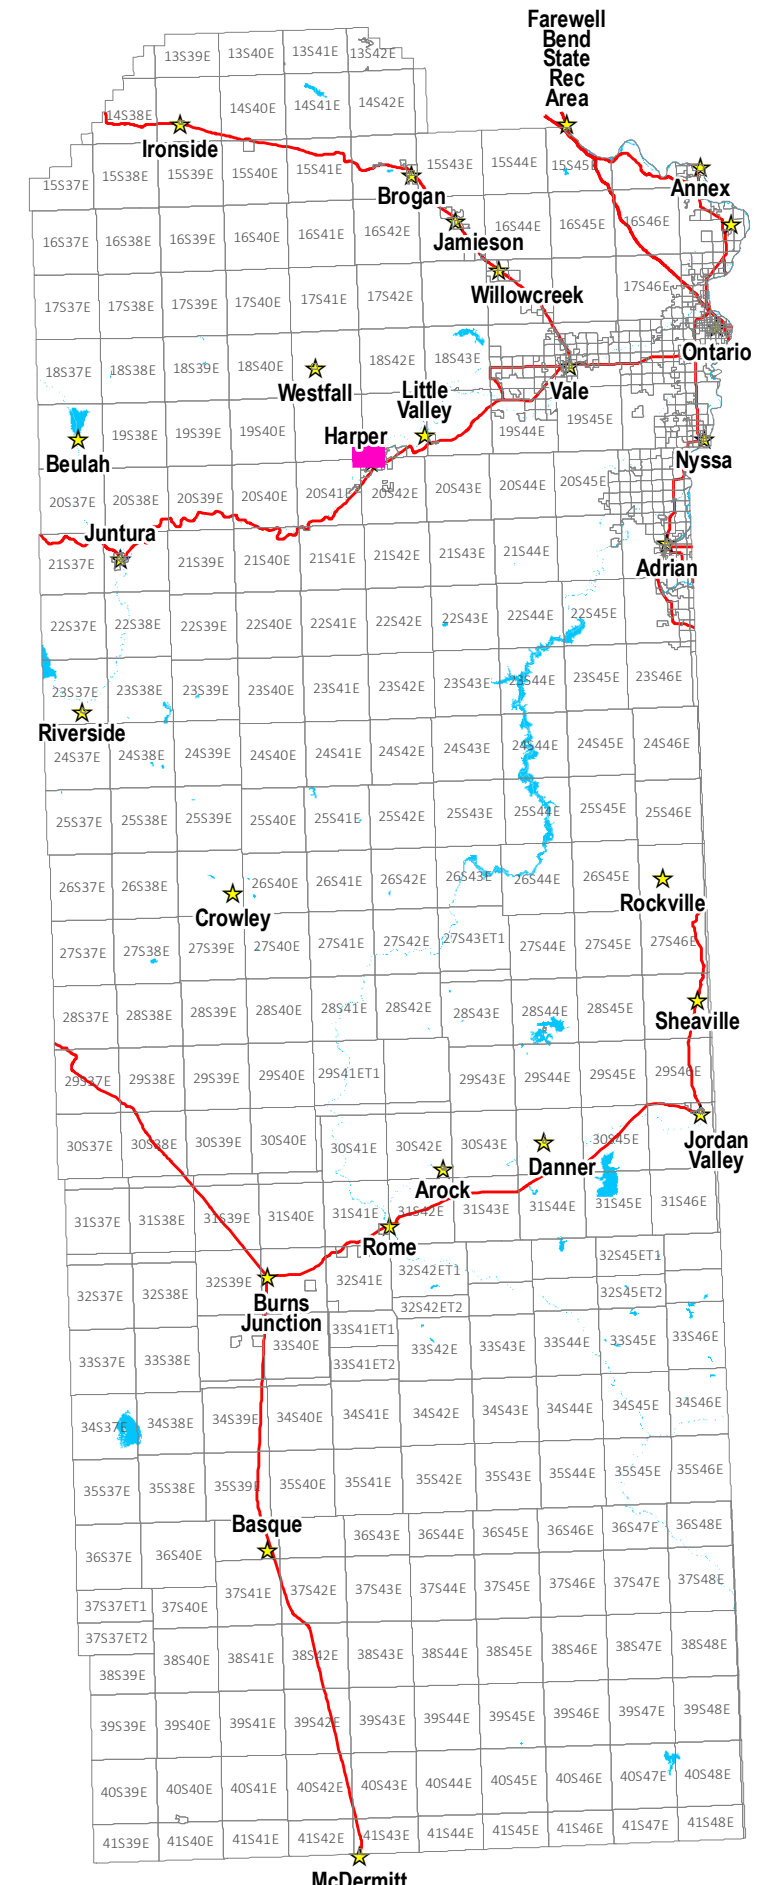 Farewell
Bend
State
Rec
Area
13S39E 13S40E 13S41E 13S42E
14S38E 14S40E 14S41E 14S42E
Ironside
15S37E 15S38E 15S39E 15S40E 15S41E 15S43E 15S44E 15S45E
Brogan
Annex
16S37E 16S38E 16S39E 16S40E 16S41E 16S42E 16S44E 16S45E 16S46E
Jamieson
17S37E 17S38E 17S39E 17S40E 17S41E 17S42E 17S46E
Willowcreek
Ontario
18S37E 18S38E 18S39E 18S40E 18S42E 18S43E
Westfall
Little
Valley
Vale
19S38E 19S39E 19S40E 19S44E 19S45E
Harper
Beulah
Nyssa
20S37E 20S38E 20S39E 20S40E 20S41E 20S42E 20S43E 20S44E 20S45E
Juntura
21S37E 21S39E 21S40E 21S41E 21S42E 21S43E 21S44E
Adrian
22S37E 22S38E 22S39E 22S40E 22S41E 22S42E 22S43E 22S44E 22S45E
23S37E 23S38E 23S39E 23S40E 23S41E 23S42E 23S43E 23S44E 23S45E 23S46E
Riverside
24S37E 24S38E 24S39E 24S40E 24S41E 24S42E 24S43E 24S44E 24S45E 24S46E
25S37E 25S38E 25S39E 25S40E 25S41E 25S42E 25S43E 25S44E 25S45E 25S46E
26S37E 26S38E 26S40E 26S41E 26S42E 26S43E 26S44E 26S45E
Crowley
Rockville
27S37E 27S38E 27S39E 27S40E 27S41E 27S42E 27S43ET1 27S44E 27S45E 27S46E
28S37E 28S38E 28S39E 28S40E 28S41E 28S42E 28S43E 28S44E 28S45E
Sheaville
29S37E 29S38E 29S39E 29S40E 29S41ET1 29S43E 29S44E 29S45E 29S46E
30S37E 30S38E 30S39E 30S40E 30S41E 30S42E 30S43E 30S45E
Jordan
Valley
Danner
Arock
31S37E 31S38E 31S39E 31S40E 31S41E 31S42E 31S43E 31S44E 31S45E 31S46E
Rome
32S37E 32S38E 32S39E 32S41E 32S42ET1 32S45ET1
32S42ET2 32S45ET2
Burns
Junction
33S37E 33S38E 33S40E 33S41ET1 33S42E 33S43E 33S44E 33S45E 33S46E
33S41ET2
34S37E 34S38E 34S39E 34S40E 34S41E 34S42E 34S43E 34S44E 34S45E 34S46E
35S37E 35S38E 35S39E 35S40E 35S41E 35S42E 35S43E 35S44E 35S45E 35S46E
Basque
36S37E 36S40E 36S43E 36S44E 36S45E 36S46E 36S47E 36S48E
37S37ET1 37S40E 37S41E 37S42E 37S43E 37S44E 37S45E 37S46E 37S47E 37S48E
37S37ET2
38S39E 38S40E 38S41E 38S42E 38S43E 38S44E 38S45E 38S46E 38S47E 38S48E
39S39E 39S40E 39S41E 39S42E 39S43E 39S44E 39S45E 39S46E 39S47E 39S48E
40S39E 40S40E 40S41E 40S42E 40S43E 40S44E 40S45E 40S46E 40S47E 40S48E
41S39E 41S40E 41S41E 41S42E 41S43E 41S44E 41S45E 41S46E 41S47E 41S48E
McDermitt